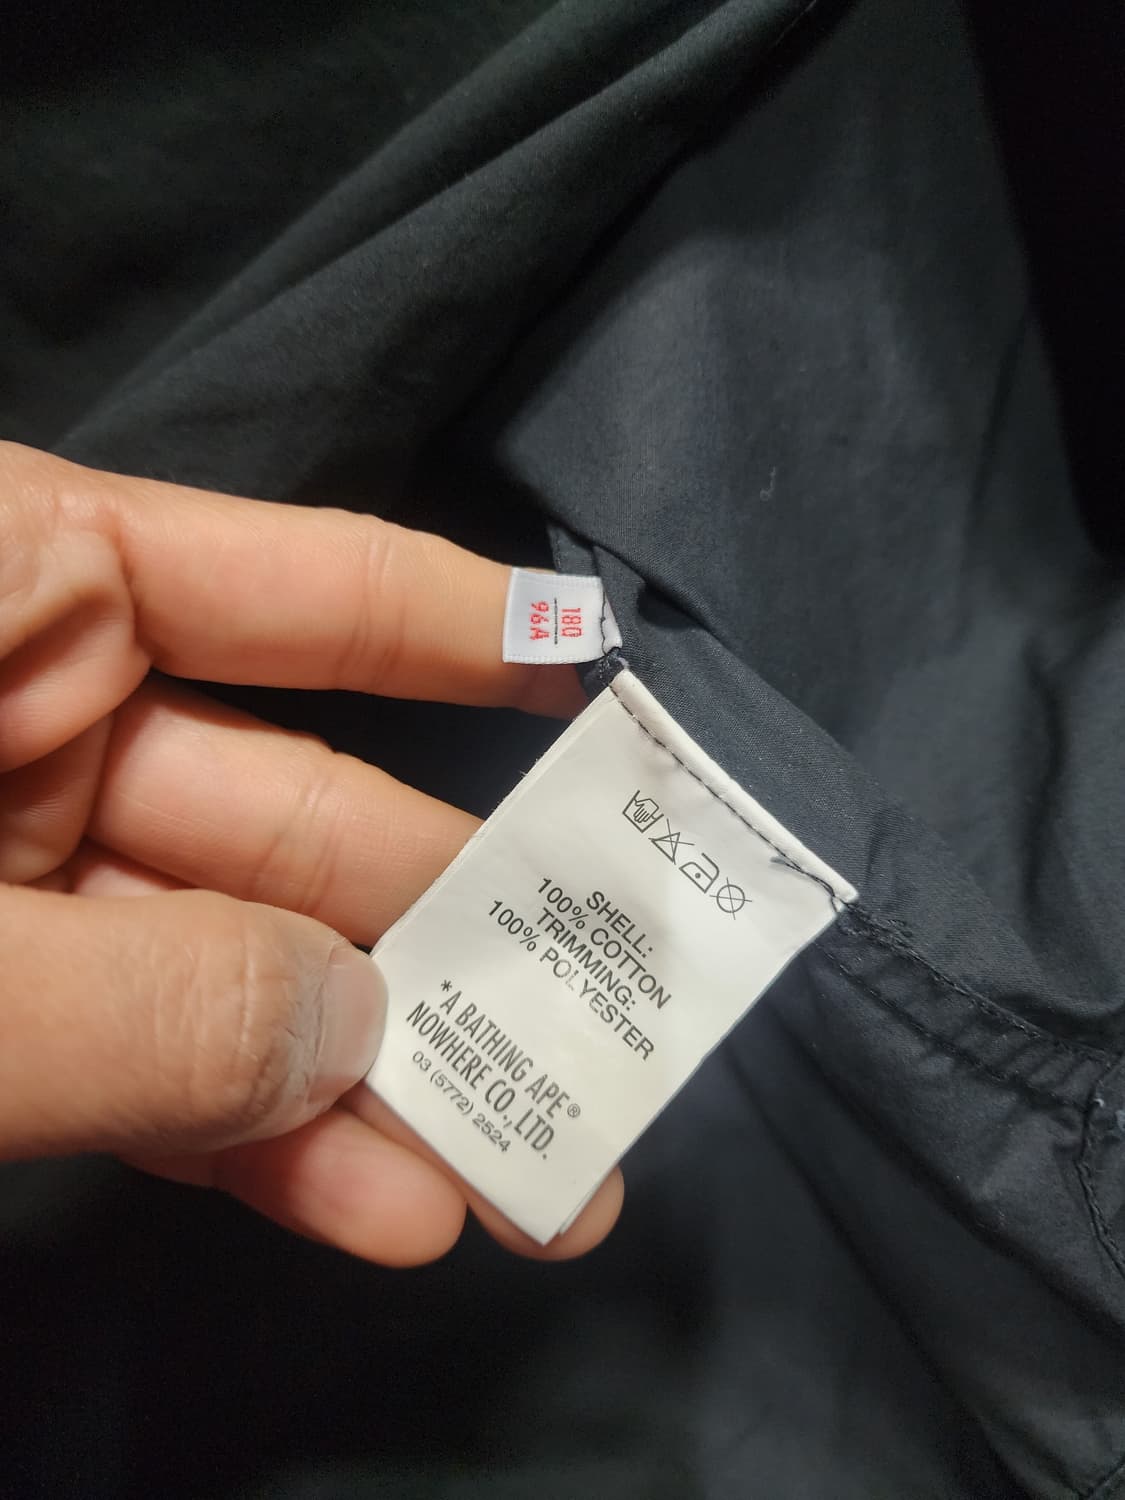 180
96A
SHELL:
100% COTTON
TRIMMING:
100% POLYESTER
*A BATHING APE®
NOWHERE CO., LTD.
03 (5772) 2524